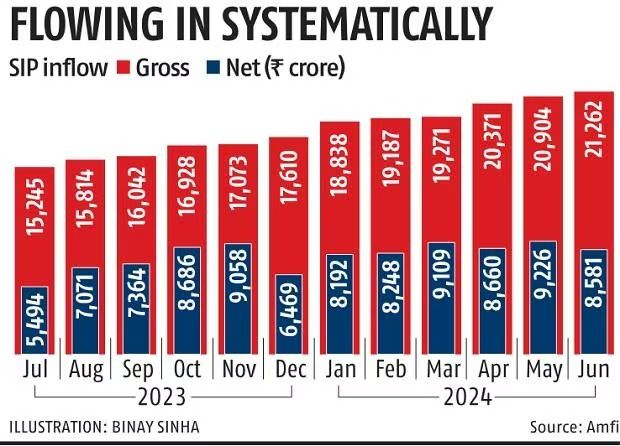 FLOWING IN SYSTEMATICALLY
SIP inflow Gross Net (₹ crore)
15,245 15,814 16,042 16,928 17,073 17,610 18,838 19,187 19,271 20,371 20,904 21,262
5,494 7,071 7,364 8,686 9,058 6,469 8,192 8,248 9,109 8,660 9,226 8,581
Jul Aug Sep Oct Nov Dec Jan Feb Mar Apr May Jun
2023 2024
ILLUSTRATION: BINAY SINHA Source: Amfi